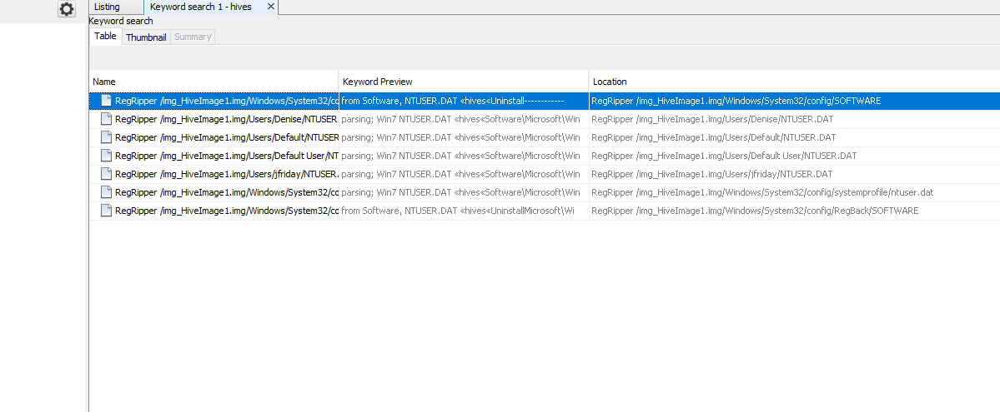 Listing Keyword search 1 - hives
Keyword search
Table Thumbnail Summary
Name Keyword Preview Location
RegRipper /img_HiveImage1.img/Windows/System32/co from Software, NTUSER.DAT «hives«Uninstall------------ RegRipper /img_HiveImage1.img/Windows/System32/config/SOFTWARE
RegRipper /img_HiveImage1.img/Users/Denise/NTUSER. parsing; Win7 NTUSER.DAT «hives«Software\Microsoft\Win RegRipper /img_HiveImage1.img/Users/Denise/NTUSER.DAT
RegRipper /img_HiveImage1.img/Users/Default/NTUSER parsing; Win7 NTUSER.DAT «hives«Software\Microsoft\Win RegRipper /img_HiveImage1.img/Users/Default/NTUSER.DAT
RegRipper /img_HiveImage1.img/Users/Default User/NT parsing; Win7 NTUSER.DAT «hives«Software\Microsoft\Win RegRipper /img_HiveImage1.img/Users/Default User/NTUSER.DAT
RegRipper /img_HiveImage1.img/Users/jfriday/NTUSER. parsing; Win7 NTUSER.DAT «hives«Software\Microsoft\Win RegRipper /img_HiveImage1.img/Users/jfriday/NTUSER.DAT
RegRipper /img_HiveImage1.img/Windows/System32/co parsing; Win7 NTUSER.DAT «hives«Software\Microsoft\Win RegRipper /img_HiveImage1.img/Windows/System32/config/systemprofile/ntuser.dat
RegRipper /img_HiveImage1.img/Windows/System32/co from Software, NTUSER.DAT «hives«UninstallMicrosoft\Wi RegRipper /img_HiveImage1.img/Windows/System32/config/RegBack/SOFTWARE